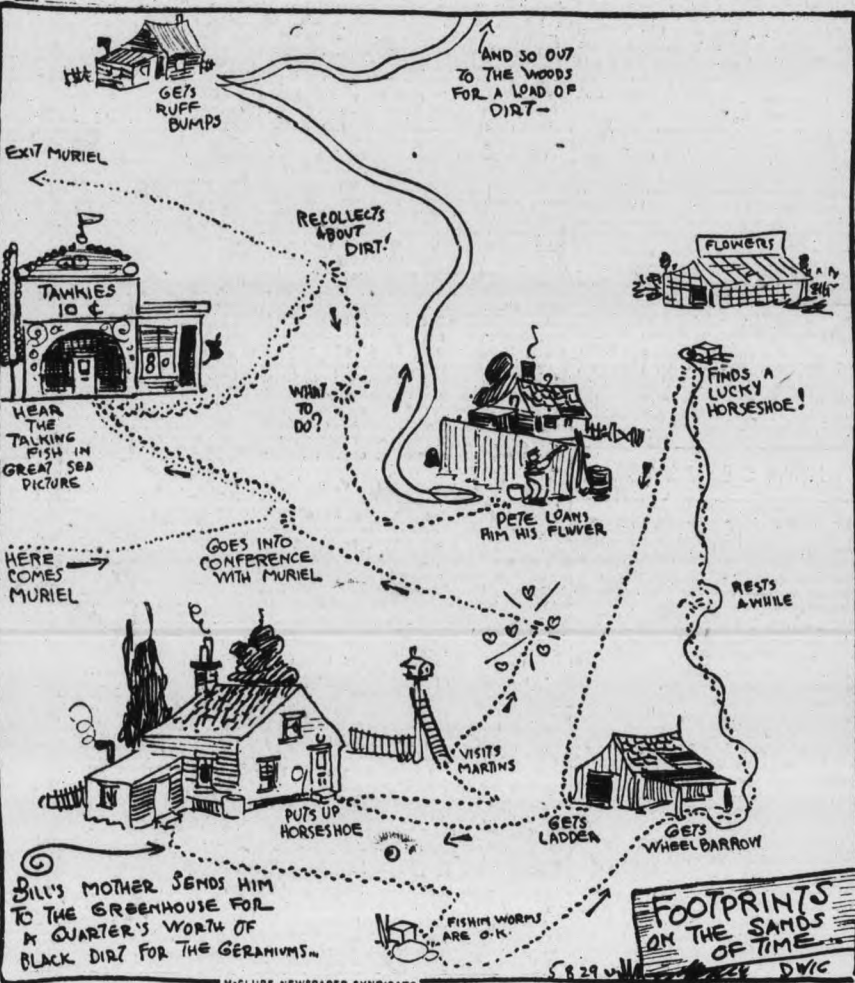 AND SO OUT
TO THE WOODS
FOR A LOAD OF
DIRT—
GETS
RUFF
BUMPS
EXIT MURIEL
RECOLLECTS
ABOUT
DIRT!
FLOWERS
TAWKIES
10 ¢
FINDS A
LUCKY
HORSESHOE!
WHAT
TO
DO?
HEAR
THE
TALKING
FISH IN
GREAT SEA
PICTURE
PETE LOANS
HIM HIS FLIVVER
GOES INTO
CONFERENCE
WITH MURIEL
HERE
COMES
MURIEL
RESTS
AWHILE
VISITS
MARTINS
PUTS UP
HORSESHOE
GETS
LADDER
GETS
WHEELBARROW
BILL'S MOTHER SENDS HIM
TO THE GREENHOUSE FOR
A QUARTER'S WORTH OF
BLACK DIRT FOR THE GERANIUMS...
FISHIN WORMS
ARE O.K.
FOOTPRINTS
ON THE SANDS
OF TIME...
5 8 29
DWIG
McCLURE NEWSPAPER SYNDICATE